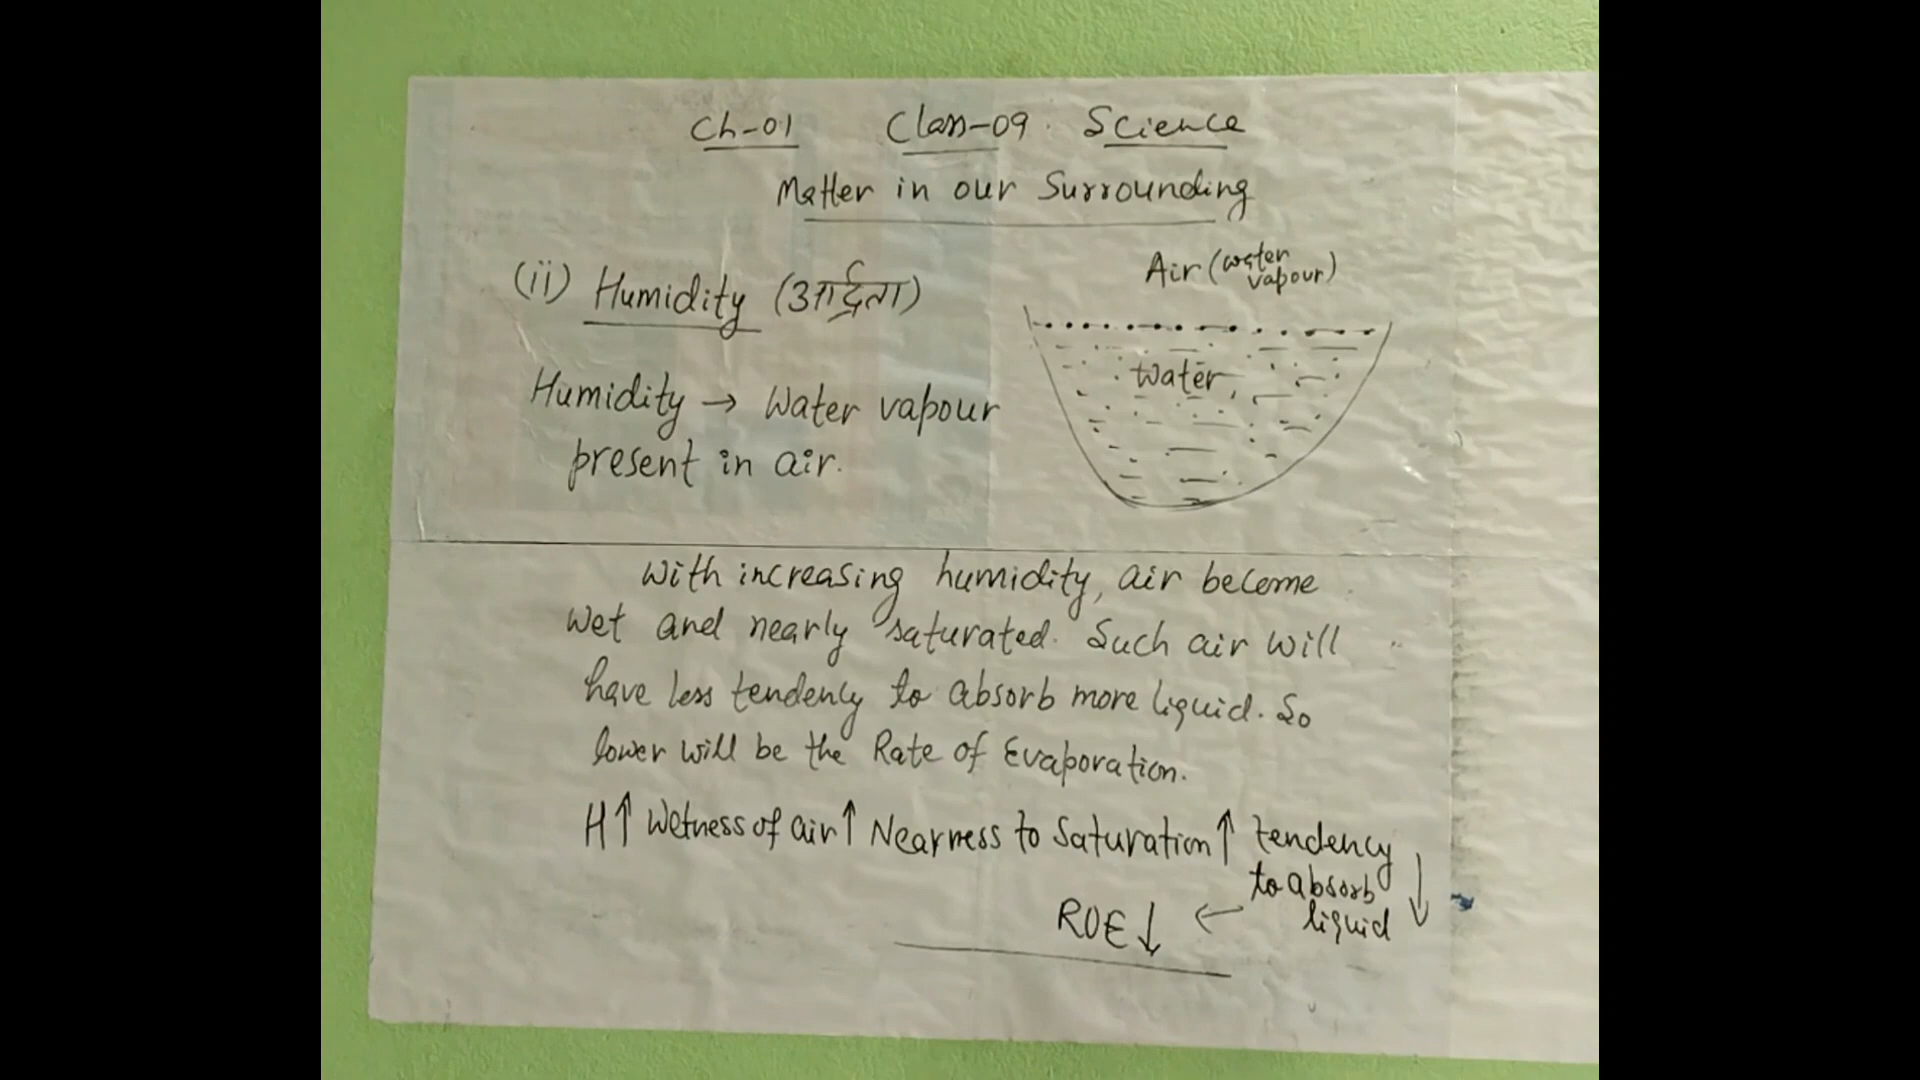 Ch-01 Class-09 Science
Matter in our Surrounding
Air (water vapour)
(ii) Humidity (आर्द्रता)
Water
Humidity → Water vapour
present in air.
With increasing humidity, air become
wet and nearly saturated. Such air will
have less tendency to absorb more liquid. So
lower will be the Rate of Evaporation.
H↑ Wetness of air↑ Nearness to Saturation↑ tendency
to absorb
liquid ↓
ROE↓ ←